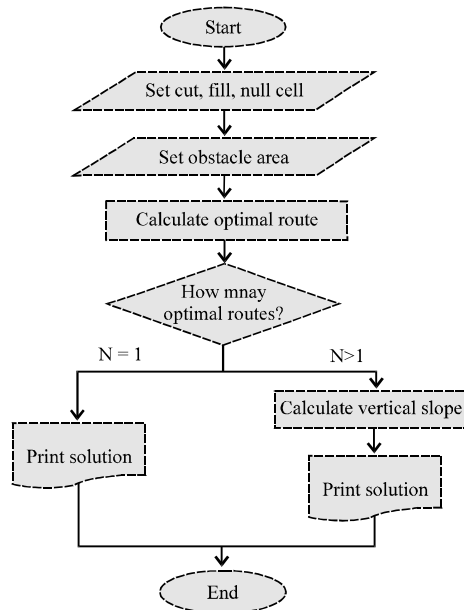 Start
Set cut, fill, null cell
Set obstacle area
Calculate optimal route
How mnay
optimal routes?
N = 1
N>1
Calculate vertical slope
Print solution
Print solution
End